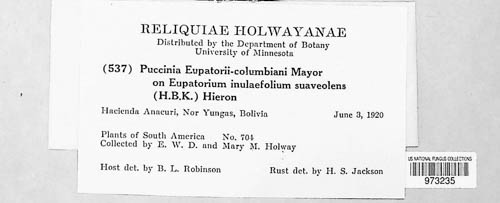 RELIQUIAE HOLWAYANAE
Distributed by the Department of Botany
University of Minnesota
(537) Puccinia Eupatorii-columbiani Mayor
on Eupatorium inulaefolium suaveolens
(H.B.K.) Hieron
Hacienda Anacuri, Nor Yungas, Bolivia June 3, 1920
Plants of South America No. 704
Collected by E. W. D. and Mary M. Holway
Host det. by B. L. Robinson Rust det. by H. S. Jackson
US NATIONAL FUNGUS COLLECTIONS
973235